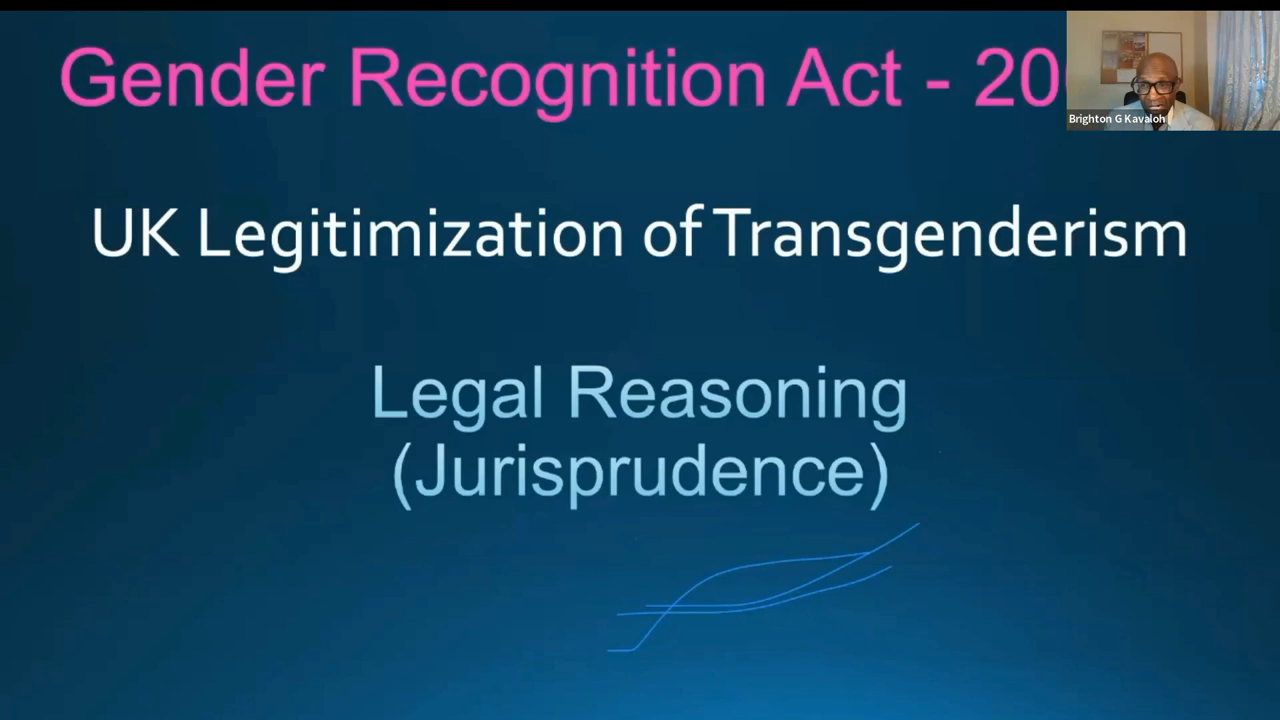 Gender Recognition Act - 20
Brighton G Kavaloh
UK Legitimization of Transgenderism
Legal Reasoning
(Jurisprudence)